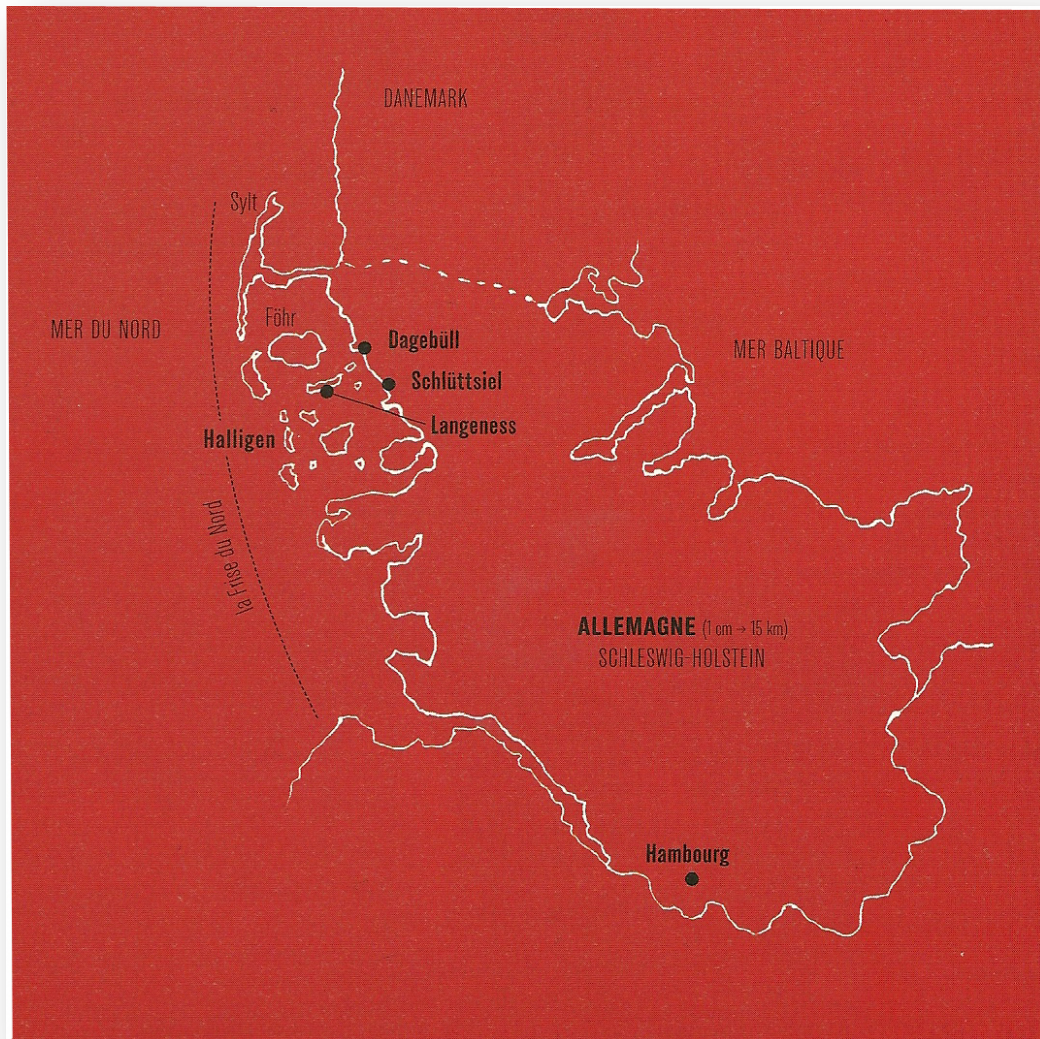 DANEMARK
Sylt
MER DU NORD
Föhr
Dagebüll
MER BALTIQUE
Schlüttsiel
Langeness
Halligen
la Frise du Nord
ALLEMAGNE (1 cm → 15 km)
SCHLESWIG-HOLSTEIN
Hambourg